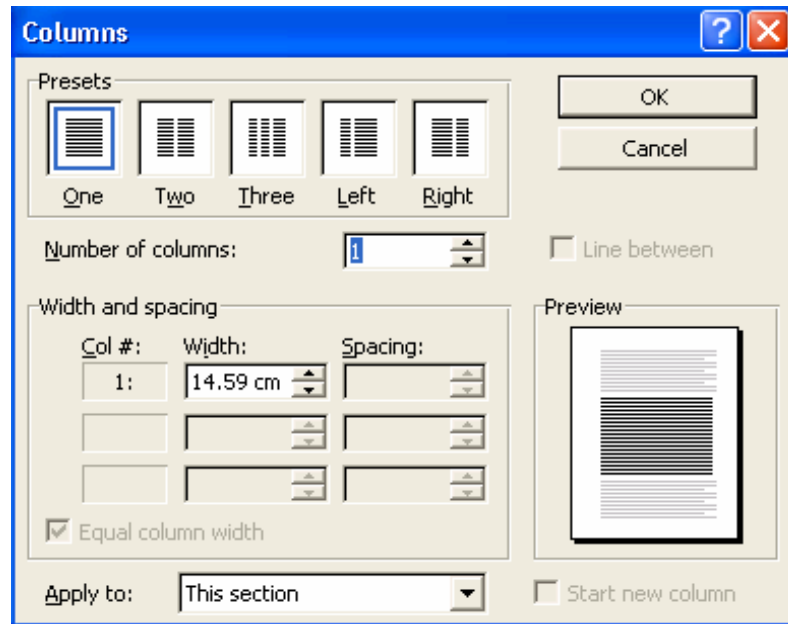 Columns
Presets
OK
Cancel
One Two Three Left Right
Number of columns: 1
Line between
Width and spacing
Preview
Col #: Width: Spacing:
1: 14.59 cm
Equal column width
Apply to: This section
Start new column